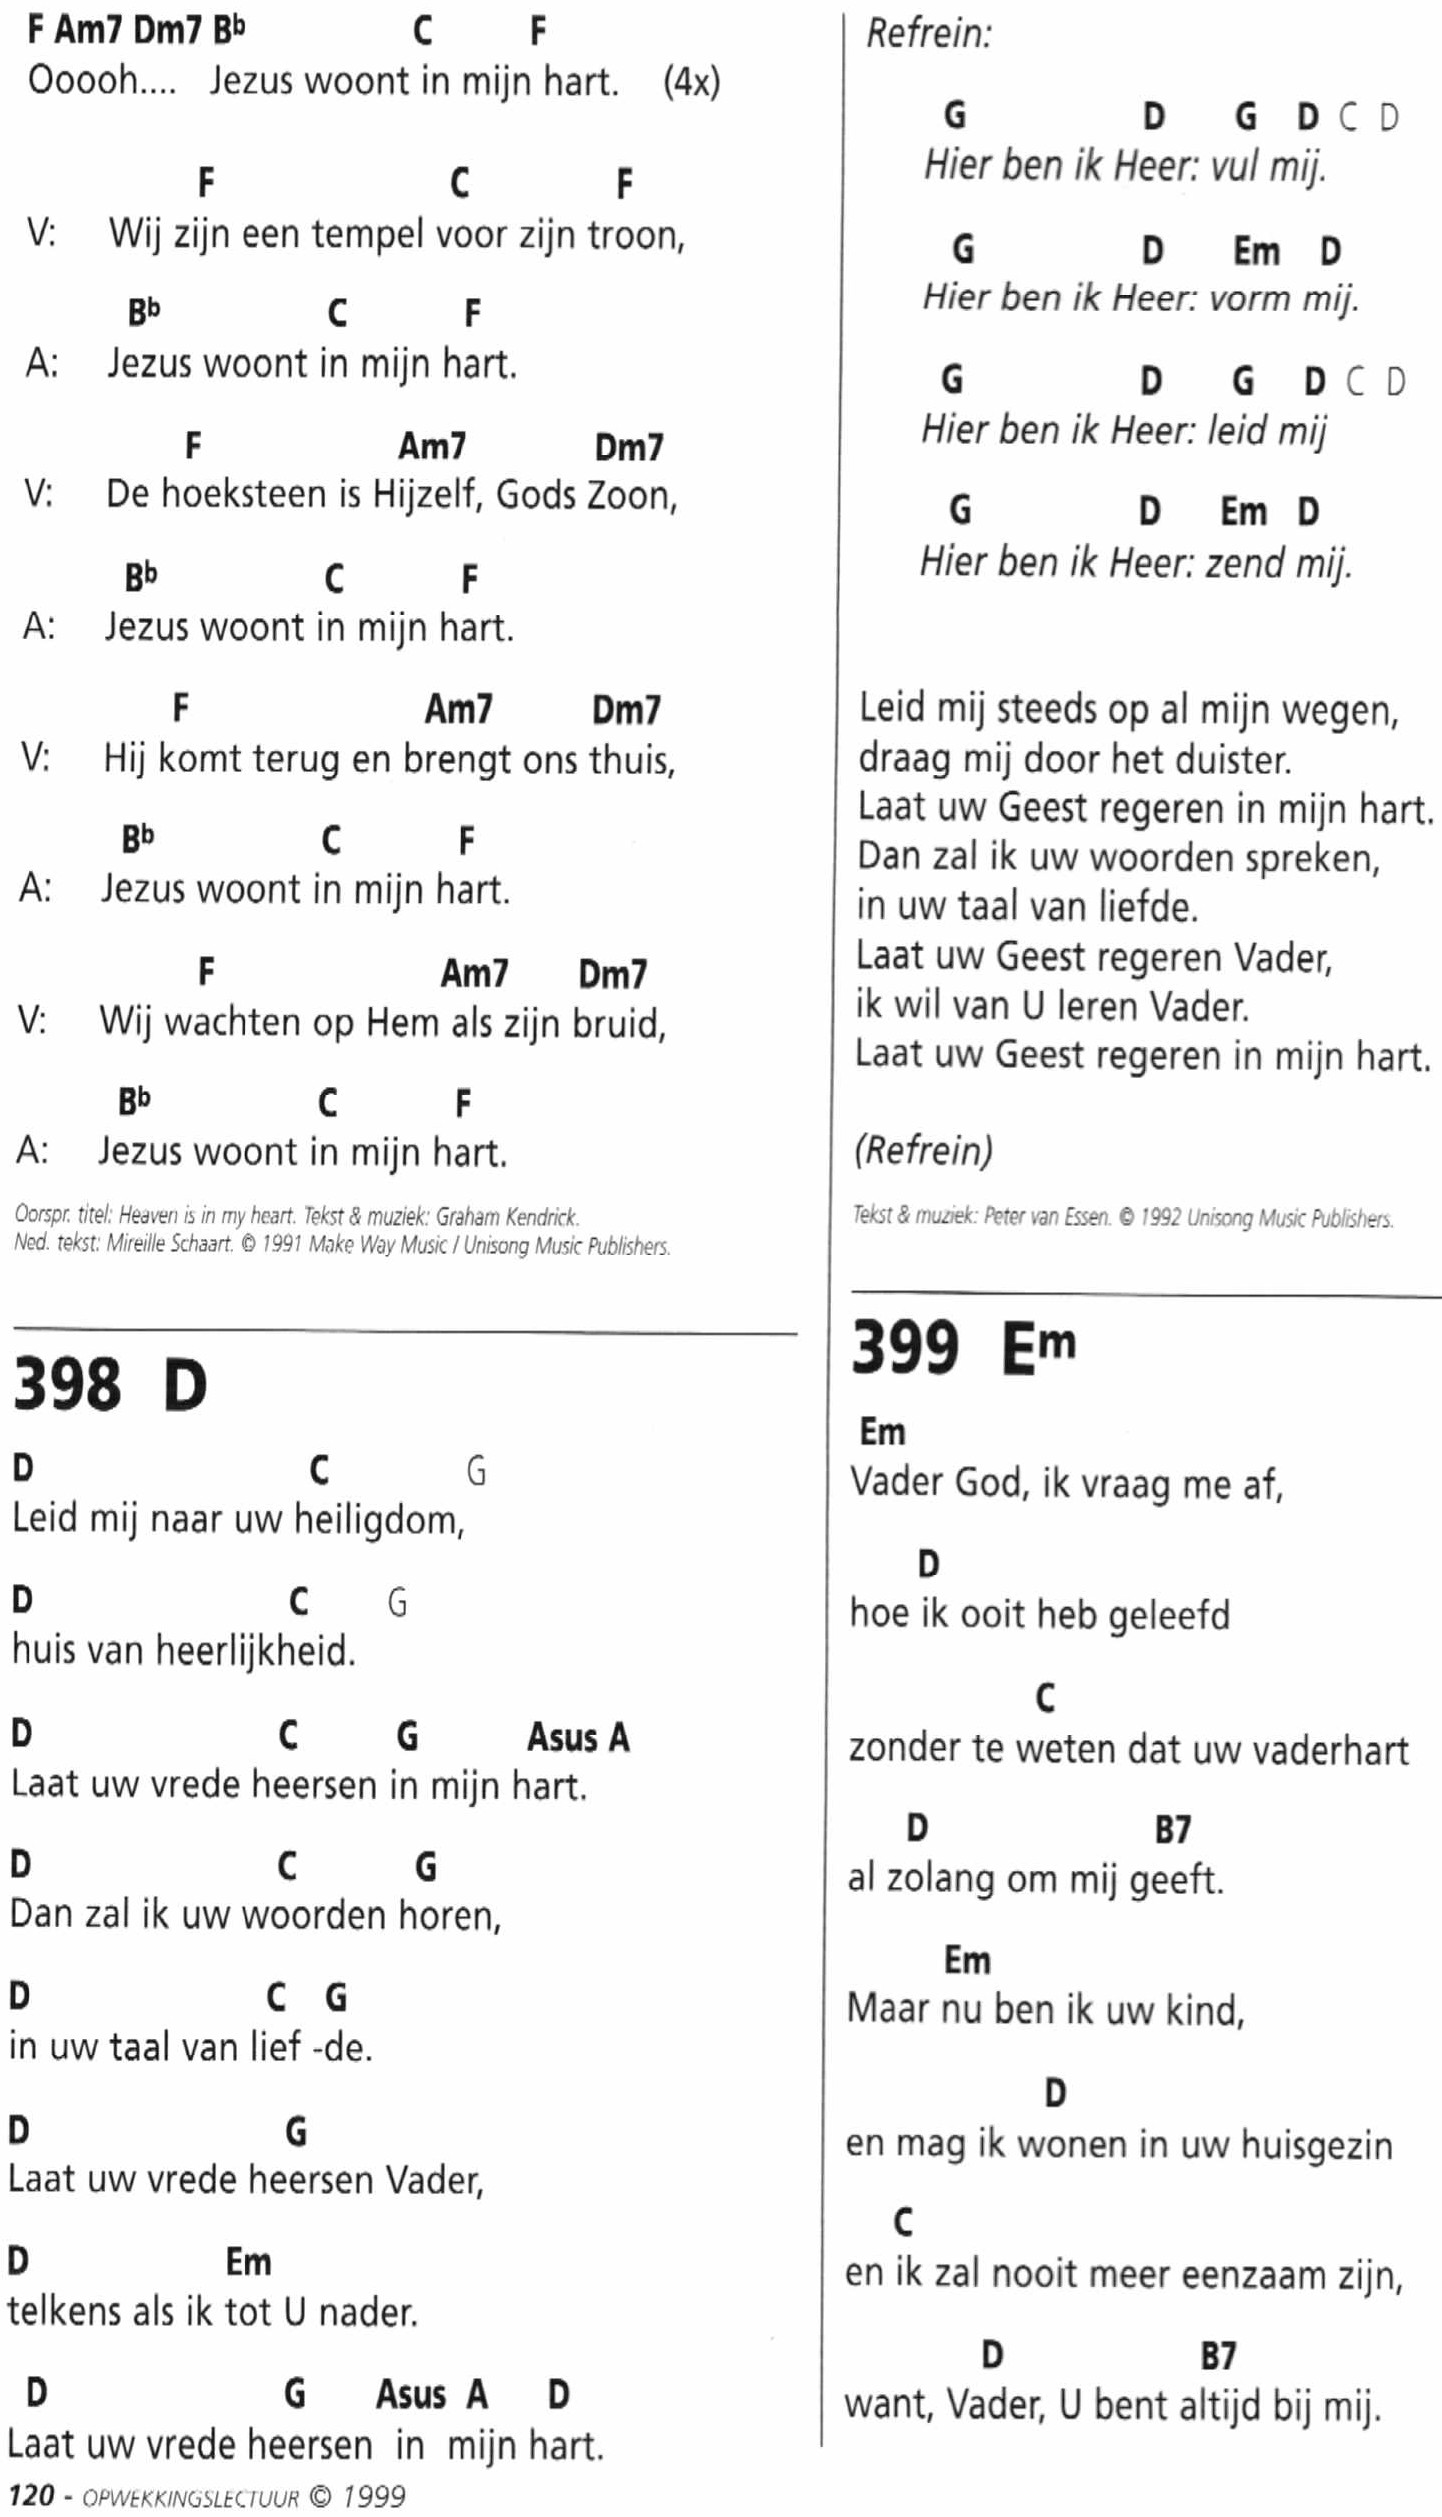 F Am7 Dm7 Bb C F
Ooooh.... Jezus woont in mijn hart. (4x)
F C F
V: Wij zijn een tempel voor zijn troon,
Bb C F
A: Jezus woont in mijn hart.
F Am7 Dm7
V: De hoeksteen is Hijzelf, Gods Zoon,
Bb C F
A: Jezus woont in mijn hart.
F Am7 Dm7
V: Hij komt terug en brengt ons thuis,
Bb C F
A: Jezus woont in mijn hart.
F Am7 Dm7
V: Wij wachten op Hem als zijn bruid,
Bb C F
A: Jezus woont in mijn hart.
Oorspr. titel: Heaven is in my heart. Tekst & muziek: Graham Kendrick.
Ned. tekst: Mireille Schaart. © 1991 Make Way Music / Unisong Music Publishers.
398 D
D C G
Leid mij naar uw heiligdom,
D C G
huis van heerlijkheid.
D C G Asus A
Laat uw vrede heersen in mijn hart.
D C G
Dan zal ik uw woorden horen,
D C G
in uw taal van lief -de.
D G
Laat uw vrede heersen Vader,
D Em
telkens als ik tot U nader.
D G Asus A D
Laat uw vrede heersen in mijn hart.
Refrein:
G D G D C D
Hier ben ik Heer: vul mij.
G D Em D
Hier ben ik Heer: vorm mij.
G D G D C D
Hier ben ik Heer: leid mij
G D Em D
Hier ben ik Heer: zend mij.
Leid mij steeds op al mijn wegen,
draag mij door het duister.
Laat uw Geest regeren in mijn hart.
Dan zal ik uw woorden spreken,
in uw taal van liefde.
Laat uw Geest regeren Vader,
ik wil van U leren Vader.
Laat uw Geest regeren in mijn hart.
(Refrein)
Tekst & muziek: Peter van Essen. © 1992 Unisong Music Publishers.
399 Em
Em
Vader God, ik vraag me af,
D
hoe ik ooit heb geleefd
C
zonder te weten dat uw vaderhart
D B7
al zolang om mij geeft.
Em
Maar nu ben ik uw kind,
D
en mag ik wonen in uw huisgezin
C
en ik zal nooit meer eenzaam zijn,
D B7
want, Vader, U bent altijd bij mij.
120 - OPWEKKINGSLECTUUR © 1999